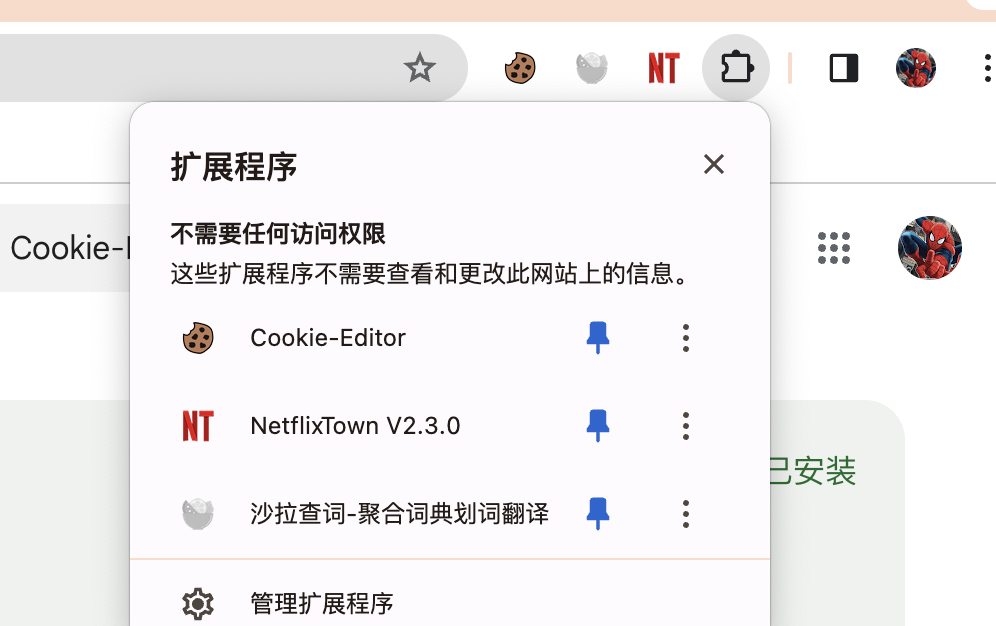 NT
扩展程序
不需要任何访问权限
Cookie-
这些扩展程序不需要查看和更改此网站上的信息。
Cookie-Editor
NT NetflixTown V2.3.0
已安装
沙拉查词-聚合词典划词翻译
管理扩展程序